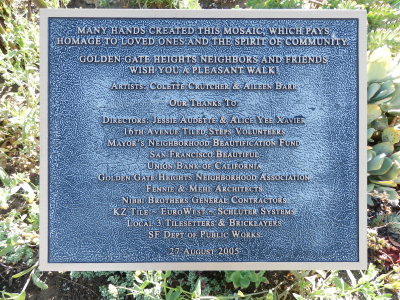 MANY HANDS CREATED THIS MOSAIC, WHICH PAYS
HOMAGE TO LOVED ONES AND THE SPIRIT OF COMMUNITY.
GOLDEN GATE HEIGHTS NEIGHBORS AND FRIENDS
WISH YOU A PLEASANT WALK!
ARTISTS: COLETTE CRUTCHER & AILEEN BARR
OUR THANKS TO
DIRECTORS: JESSIE AUDETTE & ALICE YEE XAVIER
16TH AVENUE TILED STEPS VOLUNTEERS
MAYOR'S NEIGHBORHOOD BEAUTIFICATION FUND
SAN FRANCISCO BEAUTIFUL
UNION BANK OF CALIFORNIA
GOLDEN GATE HEIGHTS NEIGHBORHOOD ASSOCIATION
FENNIE & MEHL ARCHITECTS
NIBBI BROTHERS GENERAL CONTRACTORS
KZ TILE - EUROWEST - SCHLUTER SYSTEMS
LOCAL 3 TILESETTERS & BRICKLAYERS
SF DEPT OF PUBLIC WORKS
27 AUGUST 2005